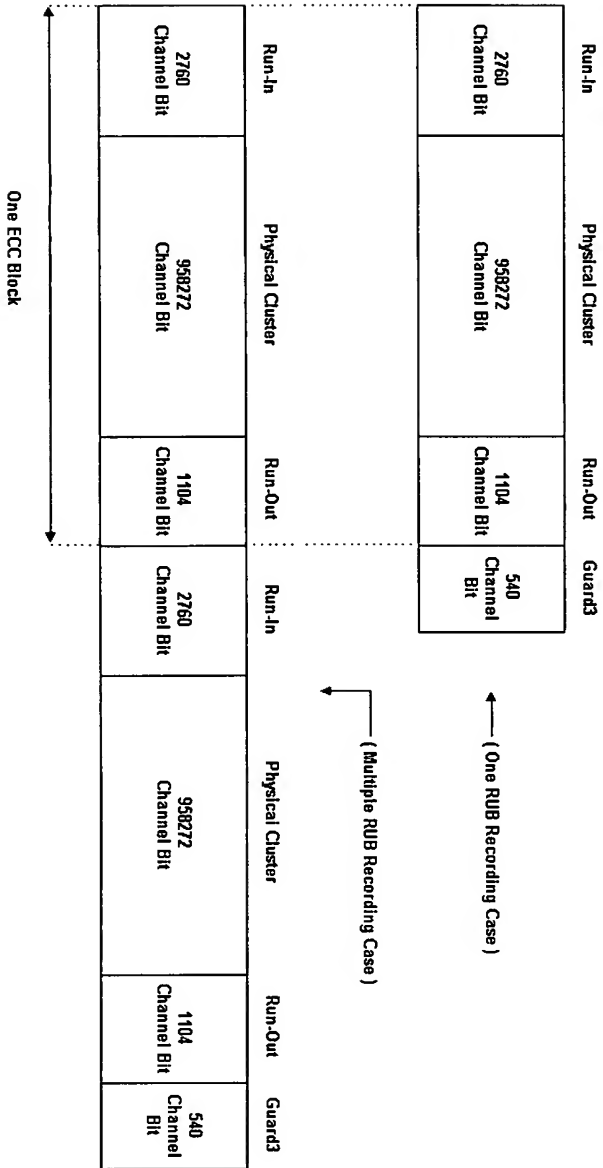 Run-In
Physical Cluster
Run-Out
Guard3
2760
Channel Bit
958272
Channel Bit
1104
Channel Bit
540
Channel
Bit
( One RUB Recording Case )
( Multiple RUB Recording Case )
Run-In
Physical Cluster
Run-Out
Run-In
Physical Cluster
Run-Out
Guard3
2760
Channel Bit
958272
Channel Bit
1104
Channel Bit
2760
Channel Bit
958272
Channel Bit
1104
Channel Bit
540
Channel Bit
One ECC Block